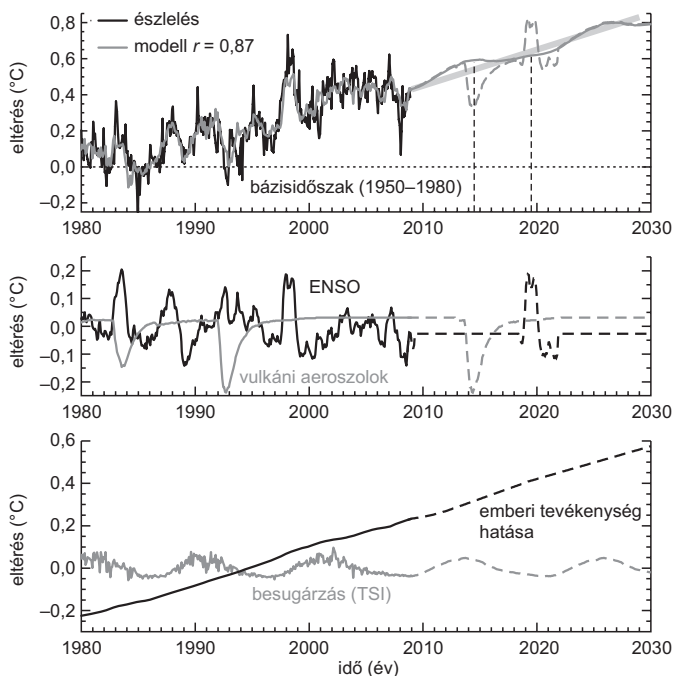 észlelés
modell r = 0,87
eltérés (°C)
0,8
0,6
0,4
0,2
0,0
–0,2
bázisidőszak (1950–1980)
1980 1990 2000 2010 2020 2030
eltérés (°C)
0,2
0,1
0,0
–0,1
–0,2
ENSO
vulkáni aeroszolok
1980 1990 2000 2010 2020 2030
eltérés (°C)
0,6
0,4
0,2
0,0
–0,2
emberi tevékenység
hatása
besugárzás (TSI)
1980 1990 2000 2010 2020 2030
idő (év)